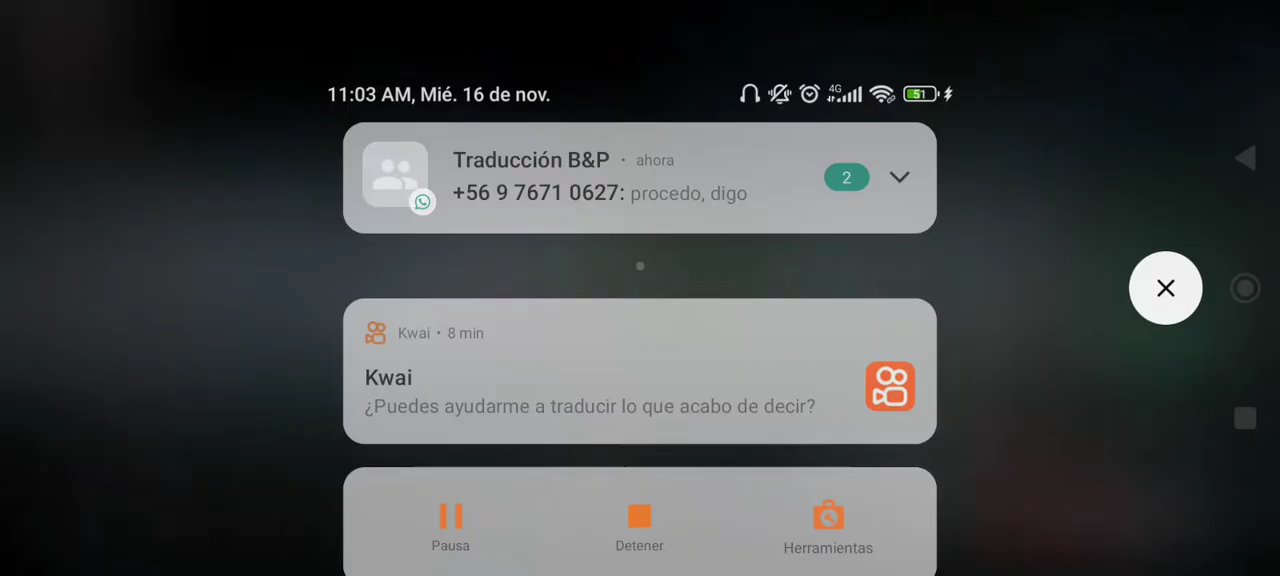 11:03 AM, Mié. 16 de nov.
4G
51
Traducción B&P · ahora
+56 9 7671 0627: procedo, digo
2
Kwai · 8 min
Kwai
¿Puedes ayudarme a traducir lo que acabo de decir?
Pausa
Detener
Herramientas